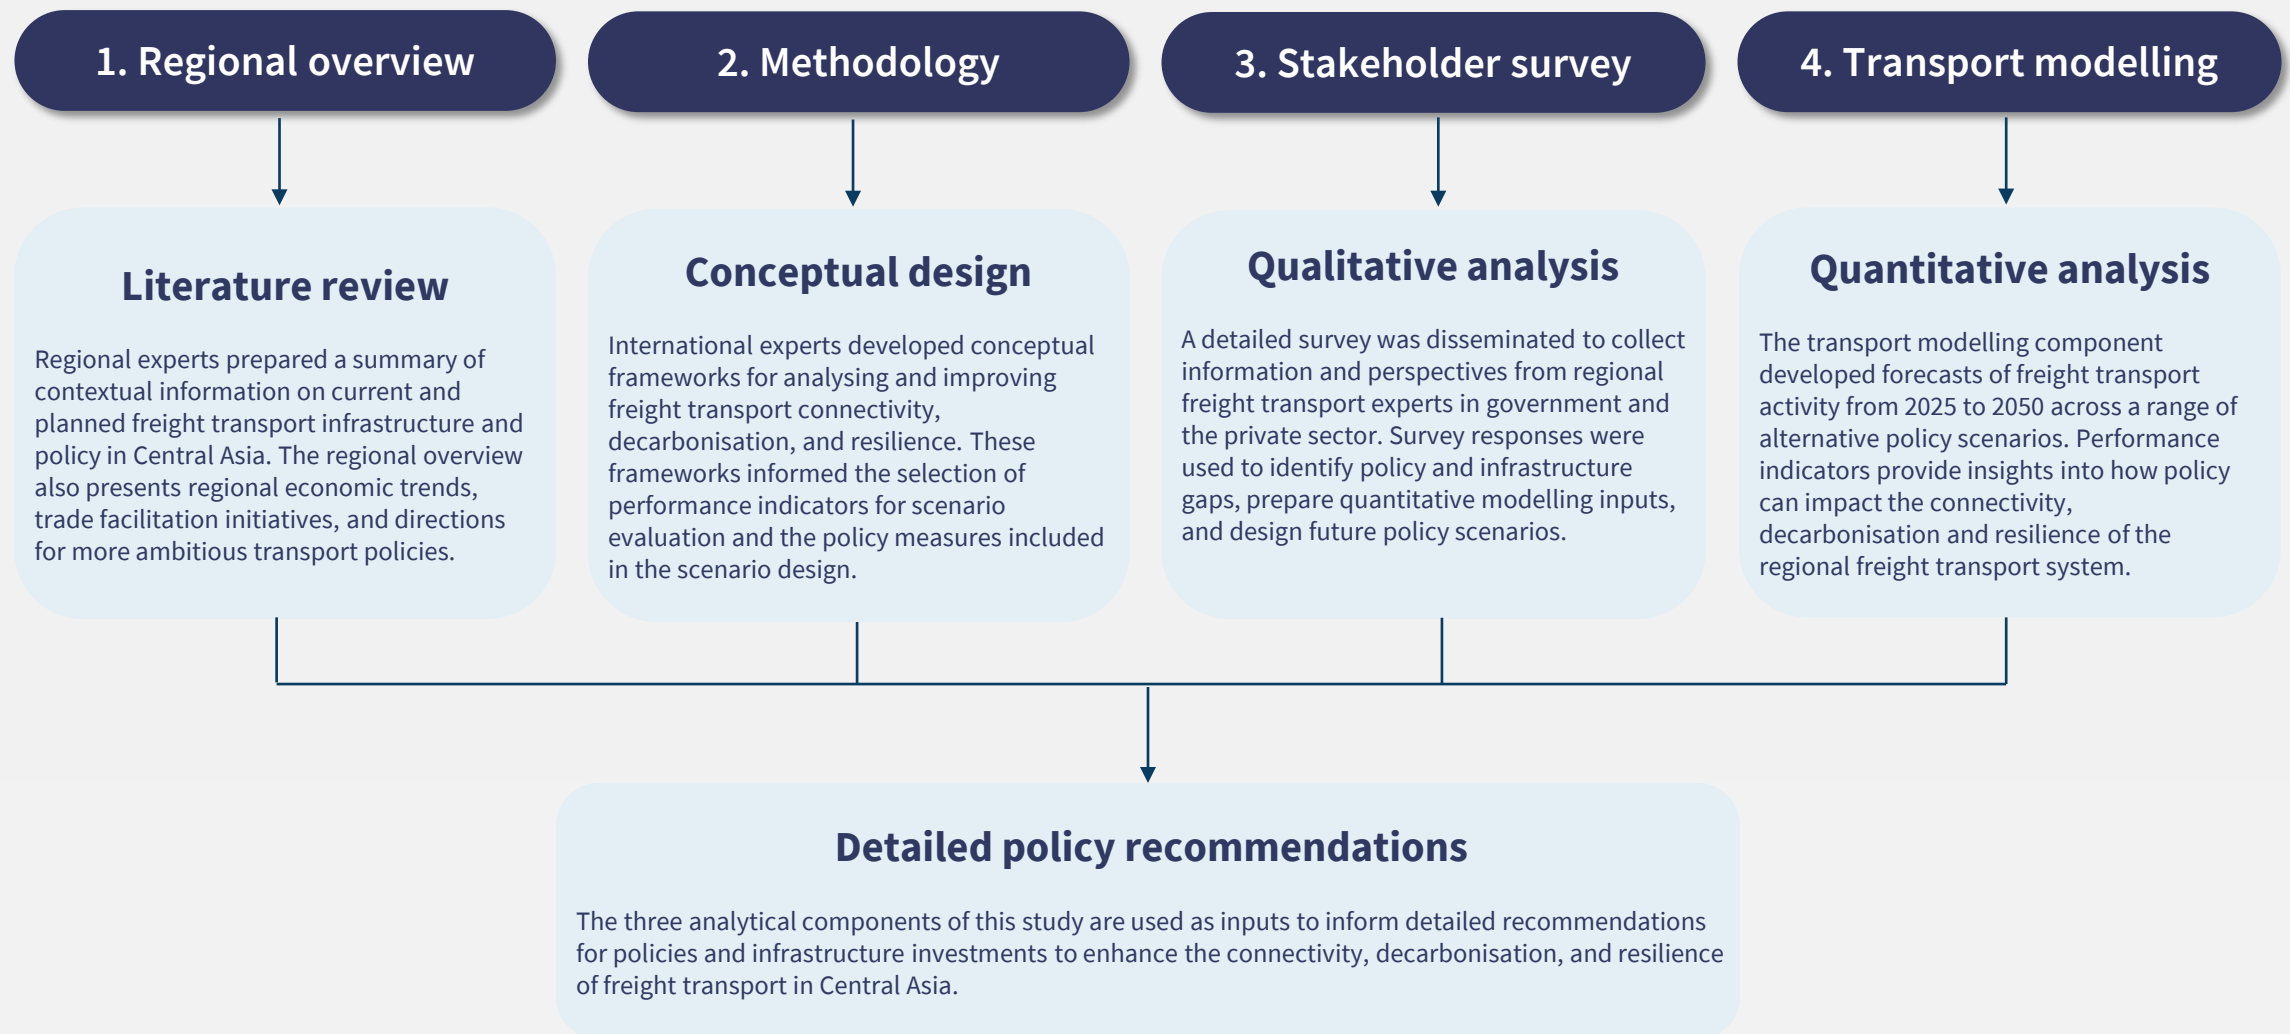 1. Regional overview
2. Methodology
3. Stakeholder survey
4. Transport modelling
Literature review
Regional experts prepared a summary of
contextual information on current and
planned freight transport infrastructure and
policy in Central Asia. The regional overview
also presents regional economic trends,
trade facilitation initiatives, and directions
for more ambitious transport policies.
Conceptual design
International experts developed conceptual
frameworks for analysing and improving
freight transport connectivity,
decarbonisation, and resilience. These
frameworks informed the selection of
performance indicators for scenario
evaluation and the policy measures included
in the scenario design.
Qualitative analysis
A detailed survey was disseminated to collect
information and perspectives from regional
freight transport experts in government and
the private sector. Survey responses were
used to identify policy and infrastructure
gaps, prepare quantitative modelling inputs,
and design future policy scenarios.
Quantitative analysis
The transport modelling component
developed forecasts of freight transport
activity from 2025 to 2050 across a range of
alternative policy scenarios. Performance
indicators provide insights into how policy
can impact the connectivity,
decarbonisation and resilience of the
regional freight transport system.
Detailed policy recommendations
The three analytical components of this study are used as inputs to inform detailed recommendations
for policies and infrastructure investments to enhance the connectivity, decarbonisation, and resilience
of freight transport in Central Asia.